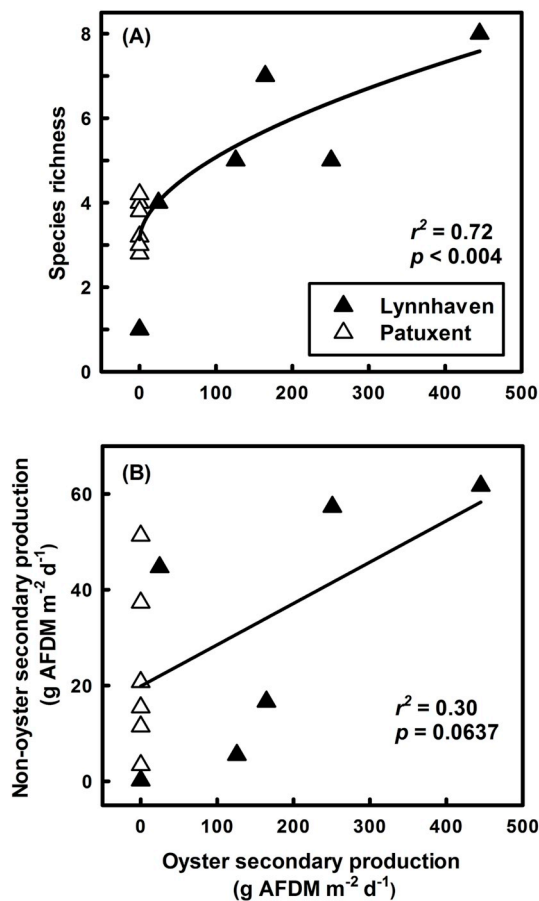 (A)
Species richness
8
6
4
2
0
r² = 0.72
p < 0.004
Lynnhaven
Patuxent
0 100 200 300 400 500
(B)
Non-oyster secondary production
(g AFDM m⁻² d⁻¹)
60
40
20
0
r² = 0.30
p = 0.0637
0 100 200 300 400 500
Oyster secondary production
(g AFDM m⁻² d⁻¹)